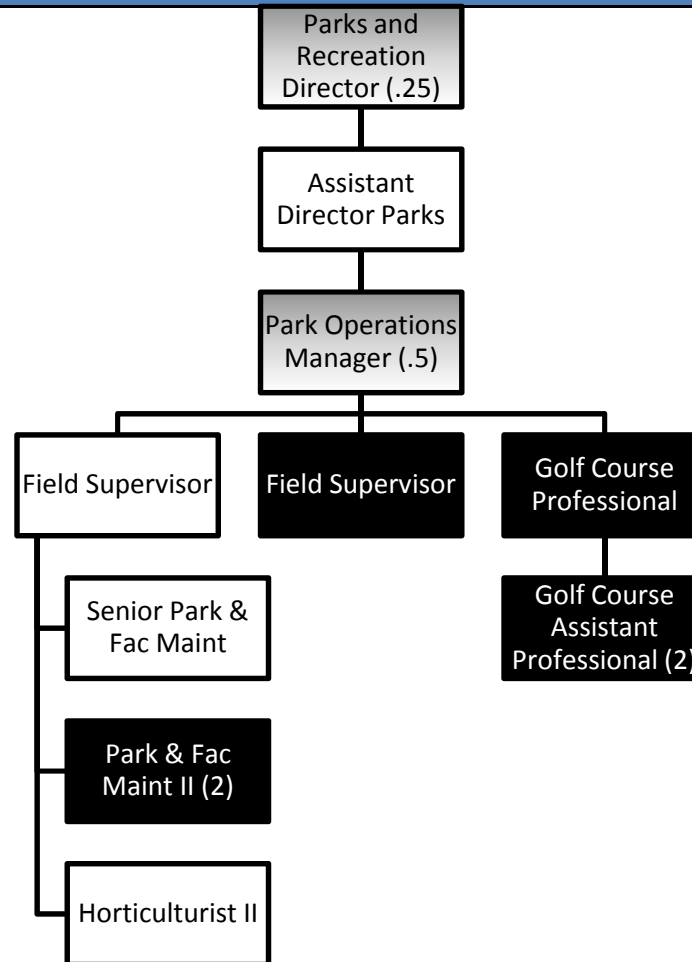 Parks and
Recreation
Director (.25)
Assistant
Director Parks
Park Operations
Manager (.5)
Field Supervisor
Field Supervisor
Golf Course
Professional
Senior Park &
Fac Maint
Golf Course
Assistant
Professional (2)
Park & Fac
Maint II (2)
Horticulturist II